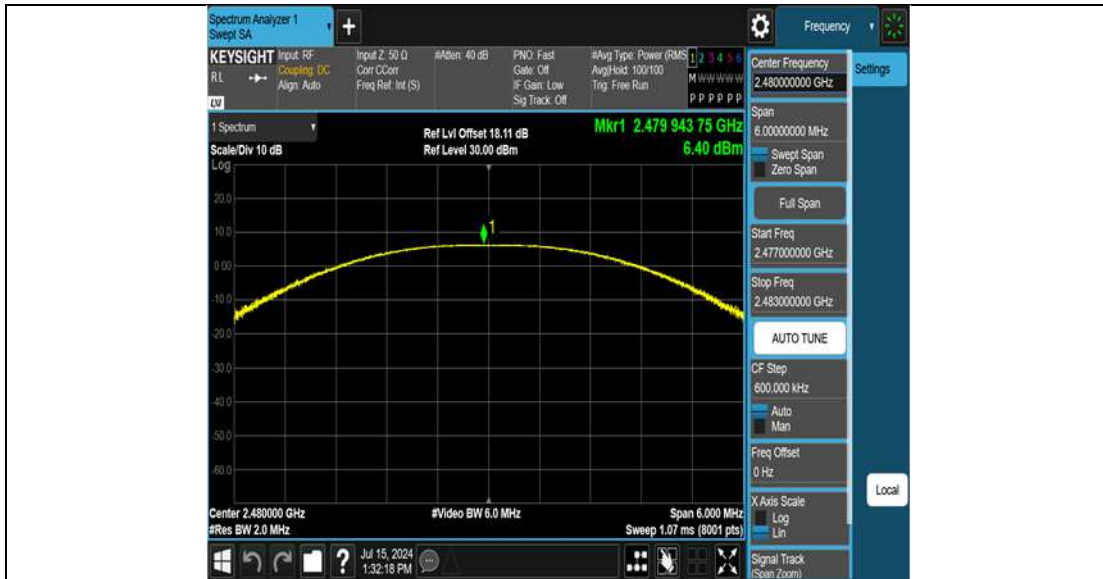 Spectrum Analyzer 1
Swept SA
+
Frequency
KEYSIGHT
RL
LV
Input: RF
Coupling: DC
Align: Auto
Input Z: 50 Ω
Corr CCorr
Freq Ref: Int (S)
#Atten: 40 dB
PNO: Fast
Gate: Off
IF Gain: Low
Sig Track: Off
#Avg Type: Power (RMS
Avg|Hold: 100/100
Trig: Free Run
1 2 3 4 5 6
M W W W W W
P P P P P P
1 Spectrum
Scale/Div 10 dB
Log
Ref Lvl Offset 18.11 dB
Ref Level 30.00 dBm
Mkr1 2.479 943 75 GHz
6.40 dBm
1
20.0
10.0
0.00
-10.0
-20.0
-30.0
-40.0
-50.0
-60.0
Center 2.480000 GHz
#Res BW 2.0 MHz
#Video BW 6.0 MHz
Span 6.000 MHz
Sweep 1.07 ms (8001 pts)
Center Frequency
2.480000000 GHz
Settings
Span
6.00000000 MHz
Swept Span
Zero Span
Full Span
Start Freq
2.477000000 GHz
Stop Freq
2.483000000 GHz
AUTO TUNE
CF Step
600.000 kHz
Auto
Man
Freq Offset
0 Hz
X Axis Scale
Log
Lin
Local
Signal Track
(Span Zoom)
?
Jul 15, 2024
1:32:18 PM